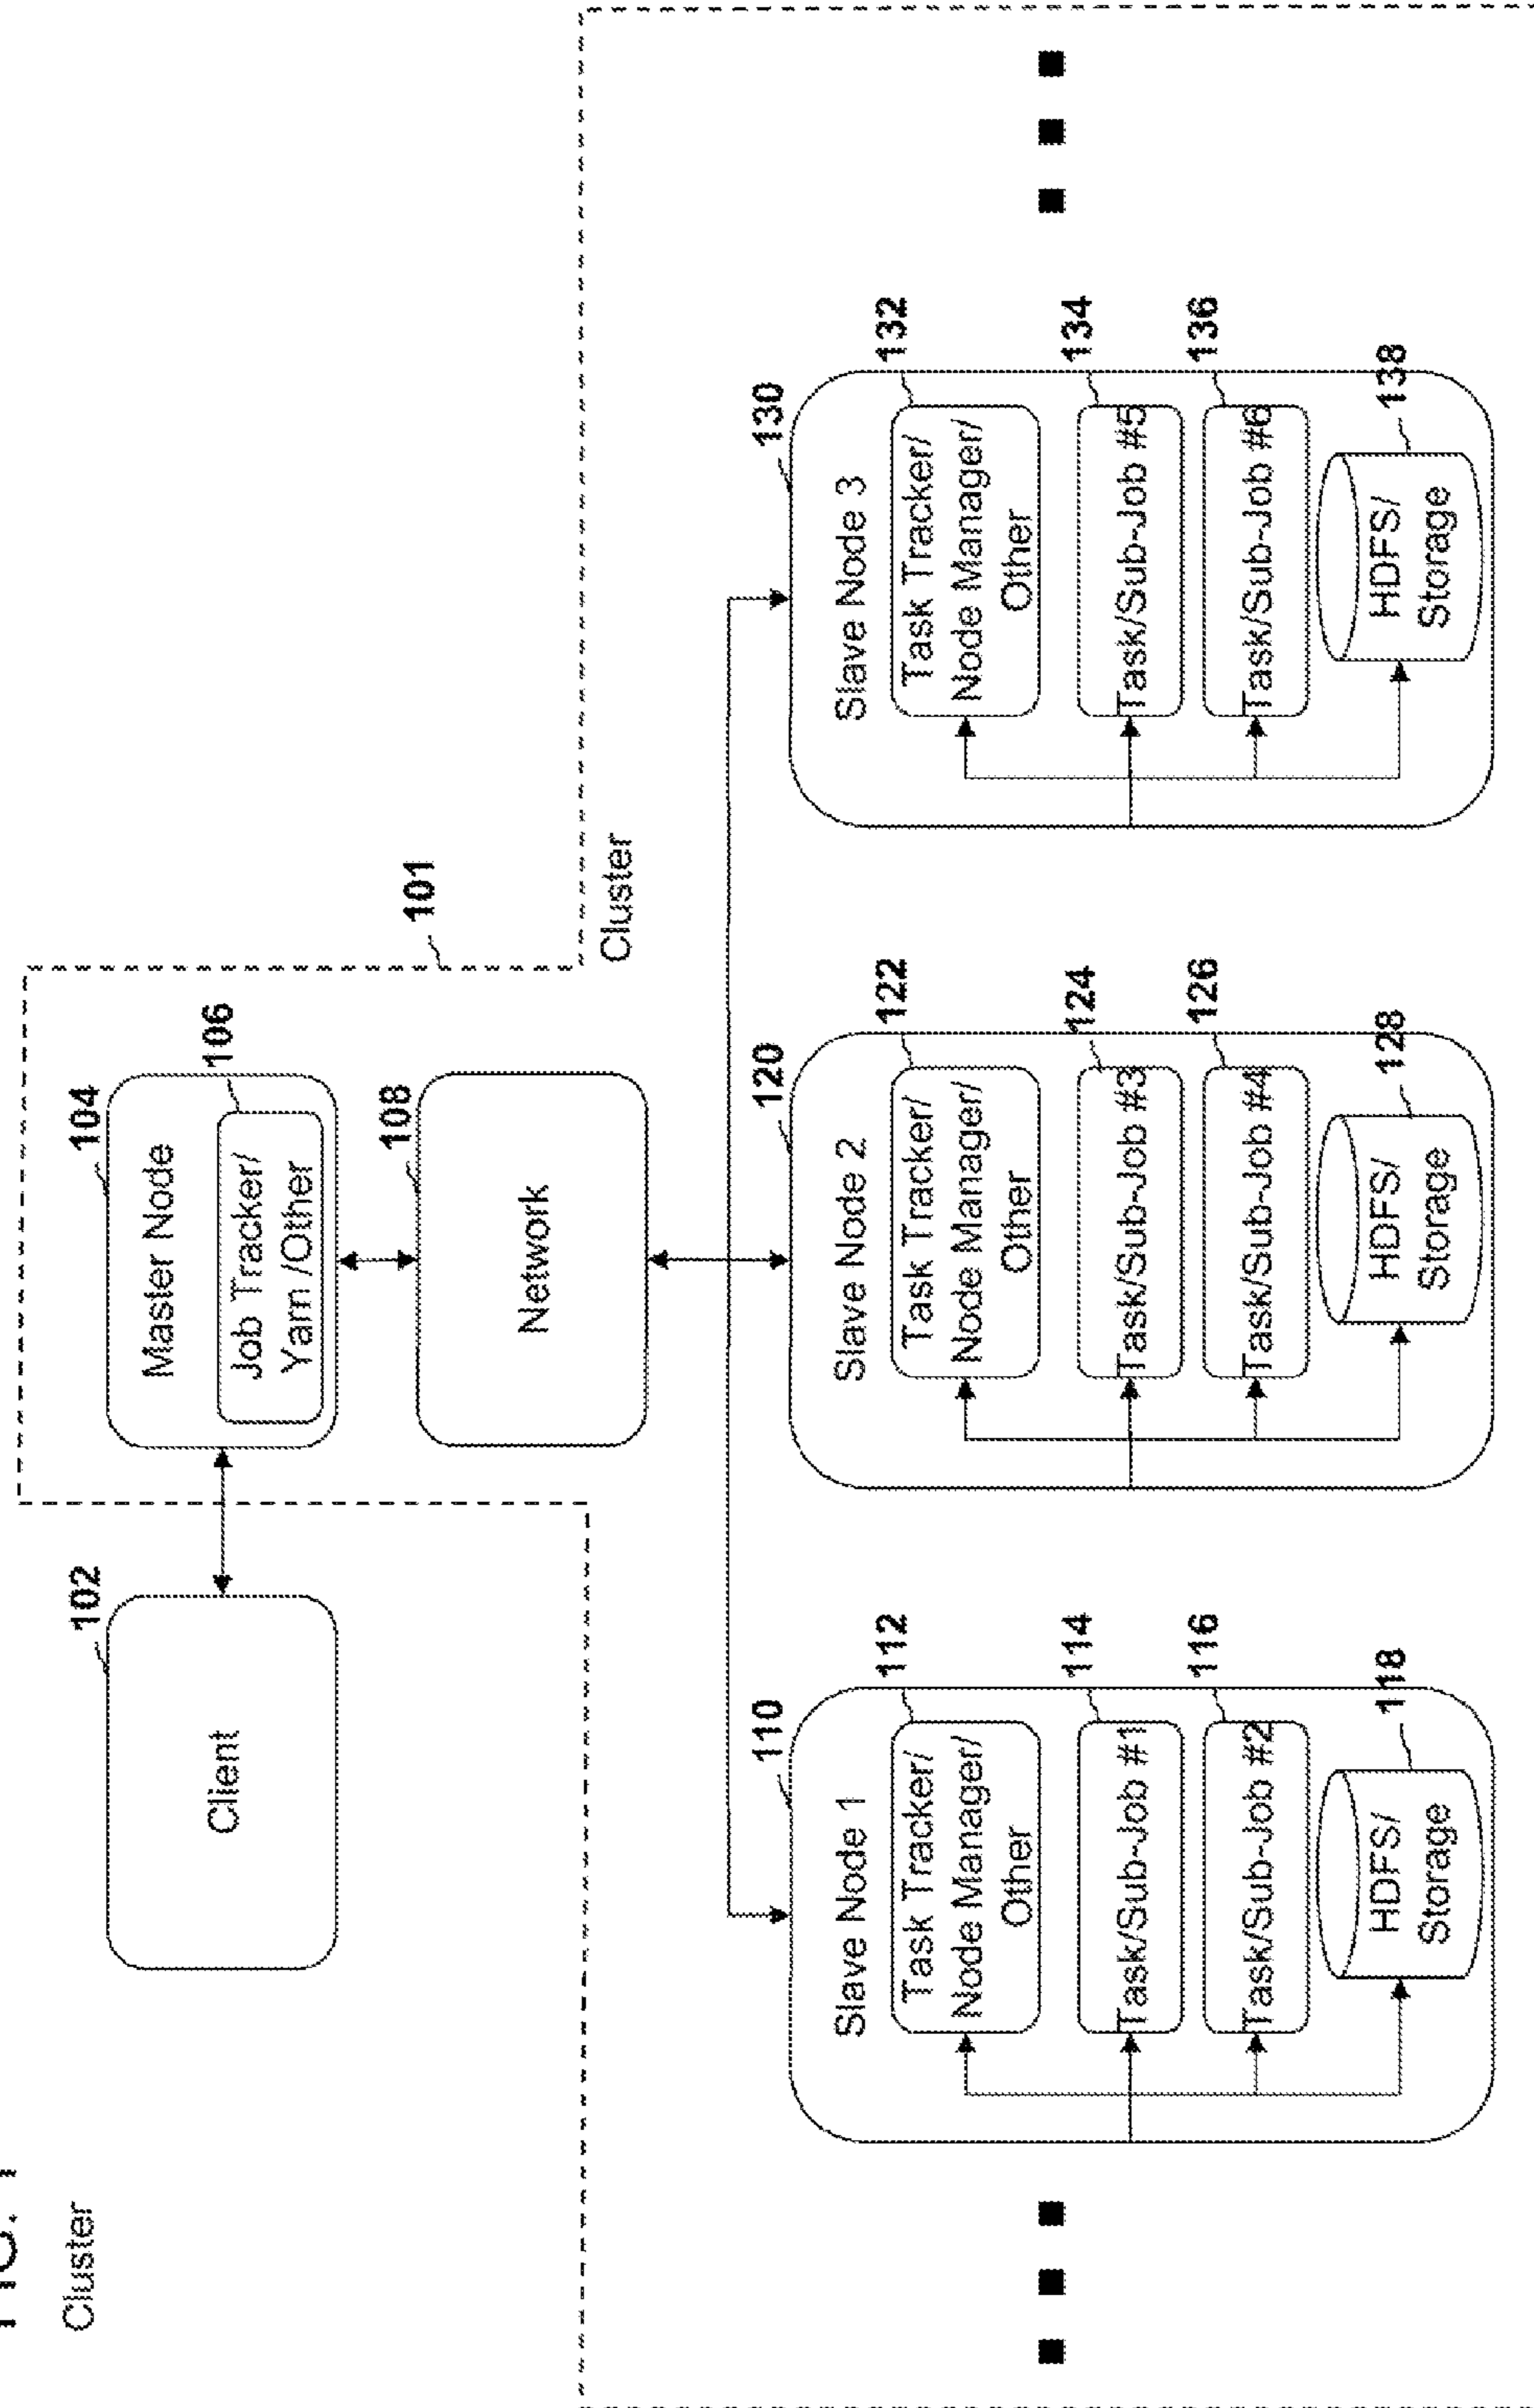 FIG. 1
Cluster
102
Client
104
Master Node
106
Job Tracker/
Yarn /Other
101
108
Network
Cluster
110
Slave Node 1
112
Task Tracker/
Node Manager/
Other
114
Task/Sub-Job #1
116
Task/Sub-Job #2
118
HDFS/
Storage
120
Slave Node 2
122
Task Tracker/
Node Manager/
Other
124
Task/Sub-Job #3
126
Task/Sub-Job #4
128
HDFS/
Storage
130
Slave Node 3
132
Task Tracker/
Node Manager/
Other
134
Task/Sub-Job #5
136
Task/Sub-Job #6
138
HDFS/
Storage